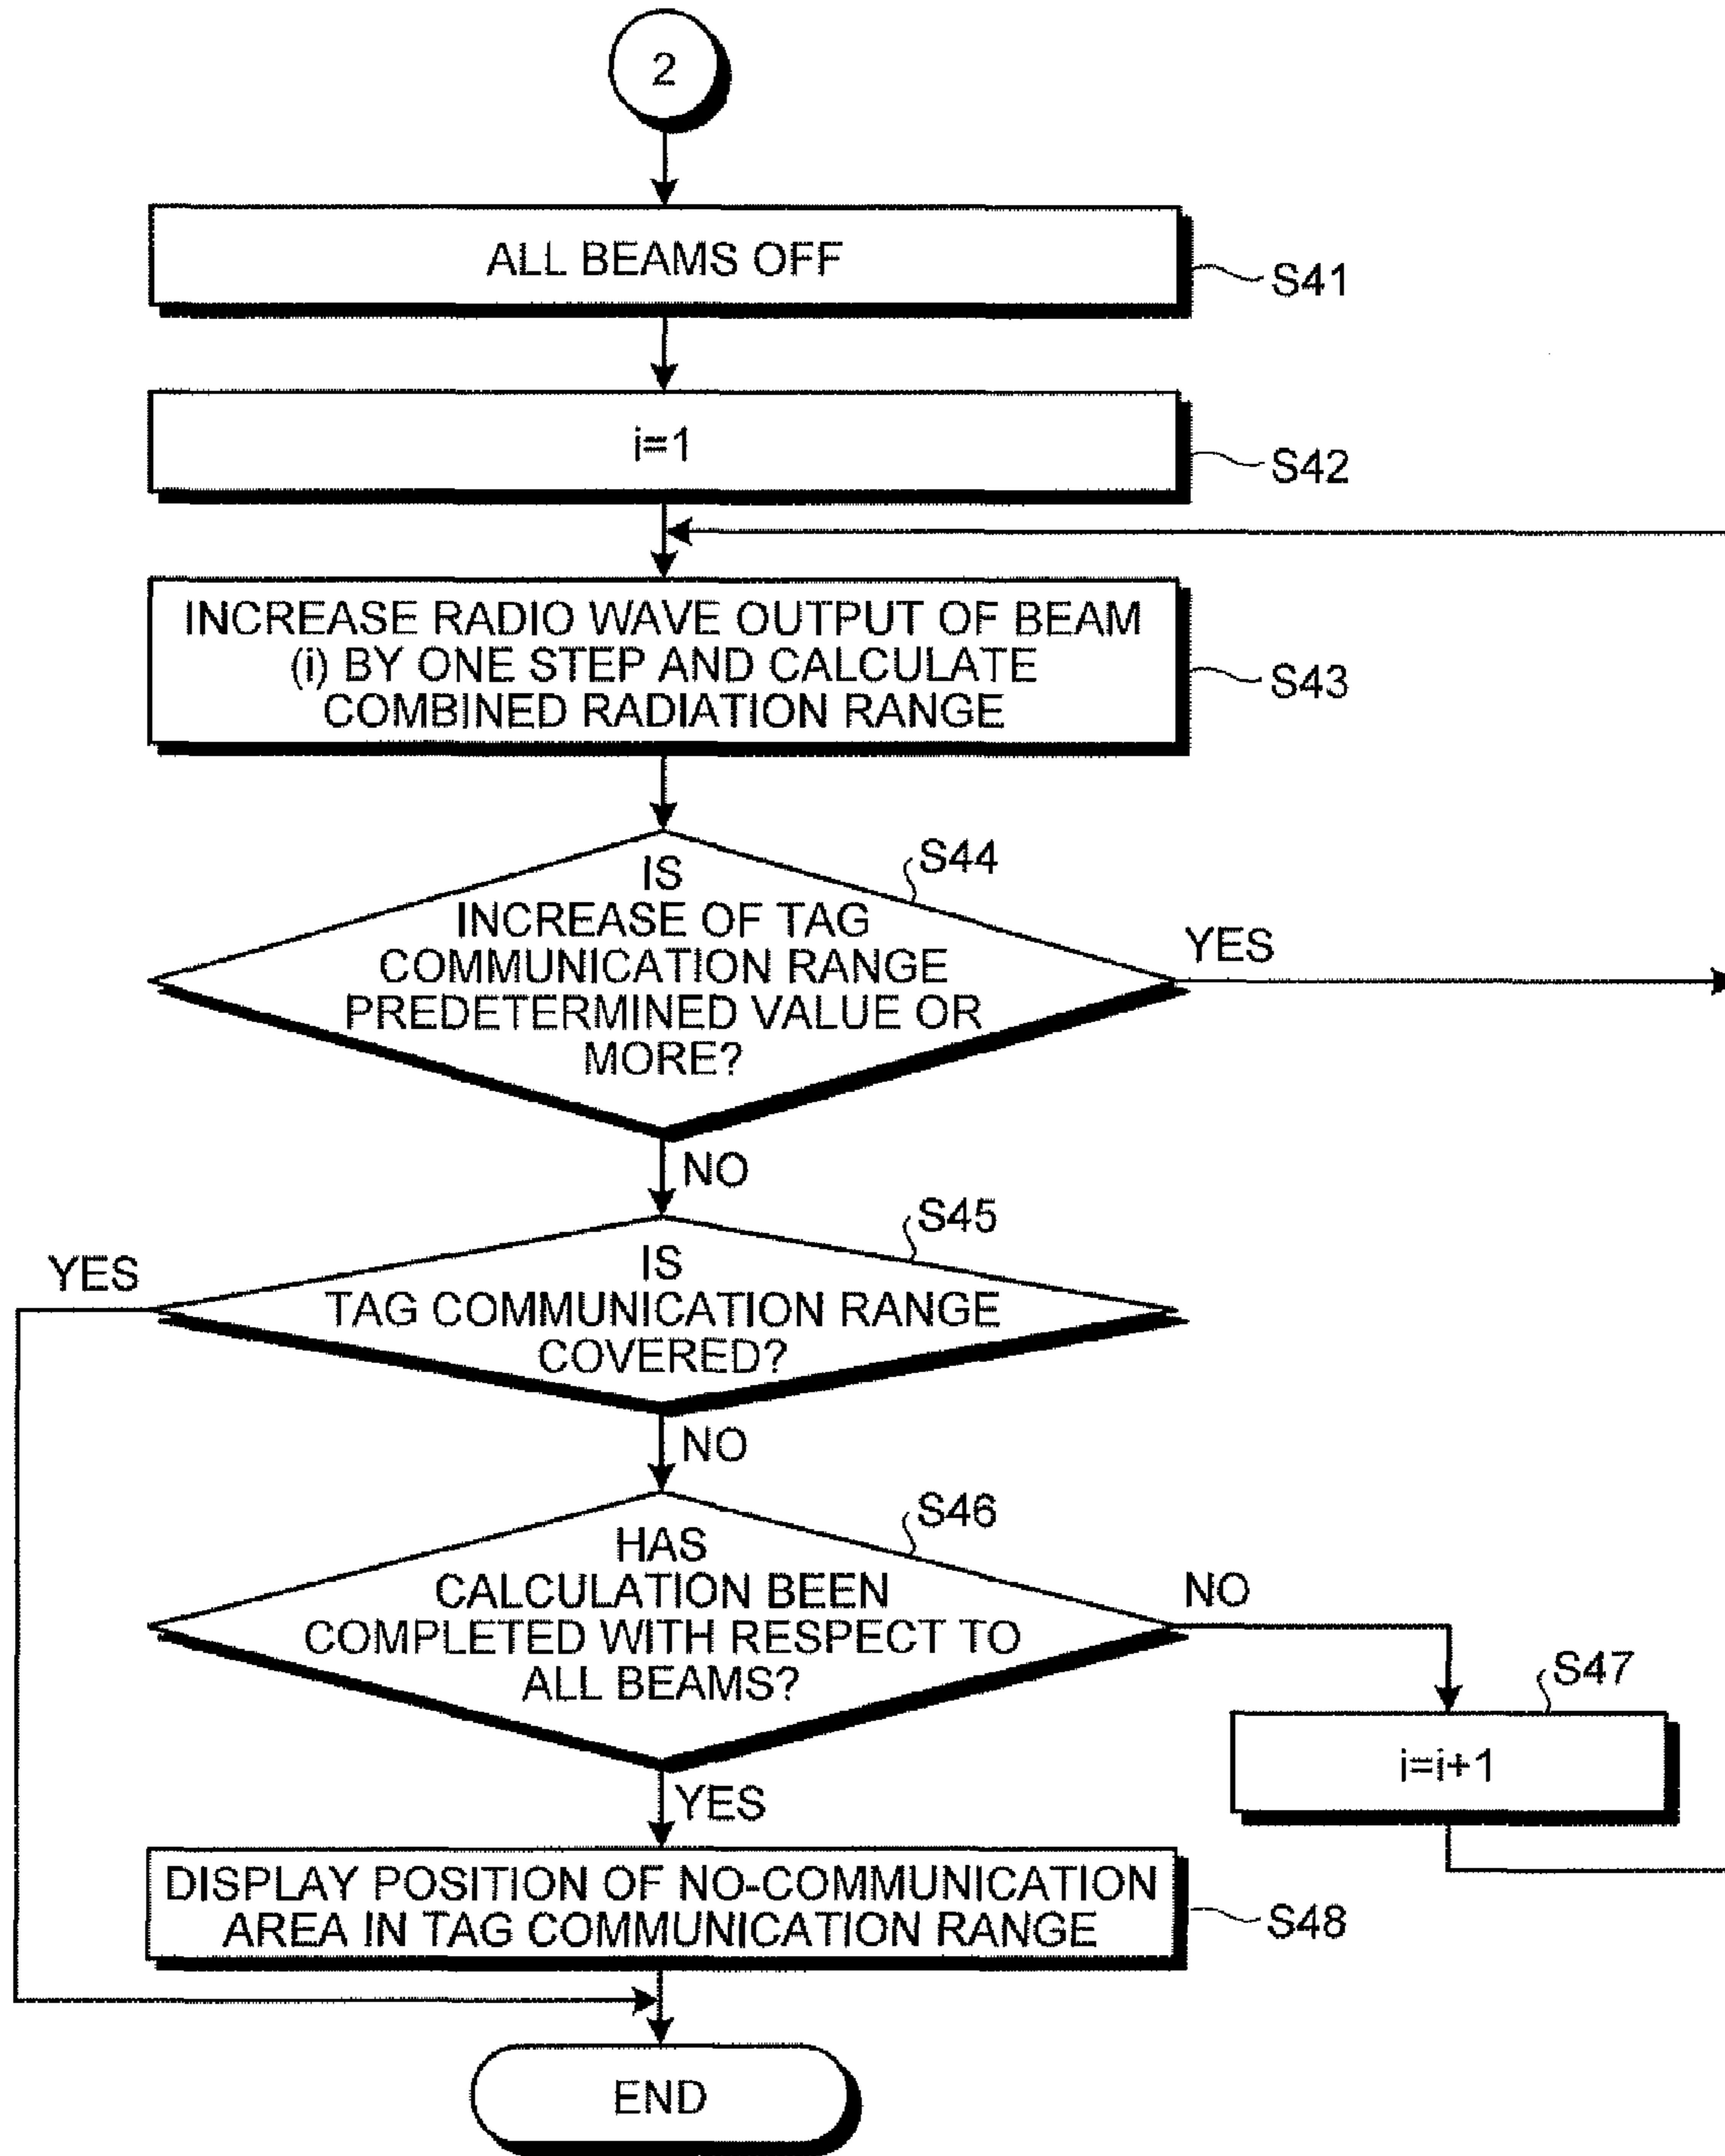 2
ALL BEAMS OFF
S41
i=1
S42
INCREASE RADIO WAVE OUTPUT OF BEAM
(i) BY ONE STEP AND CALCULATE
COMBINED RADIATION RANGE
S43
S44
IS
INCREASE OF TAG
COMMUNICATION RANGE
PREDETERMINED VALUE OR
MORE?
YES
NO
S45
YES
IS
TAG COMMUNICATION RANGE
COVERED?
NO
S46
HAS
CALCULATION BEEN
COMPLETED WITH RESPECT TO
ALL BEAMS?
NO
S47
i=i+1
YES
DISPLAY POSITION OF NO-COMMUNICATION
AREA IN TAG COMMUNICATION RANGE
S48
END